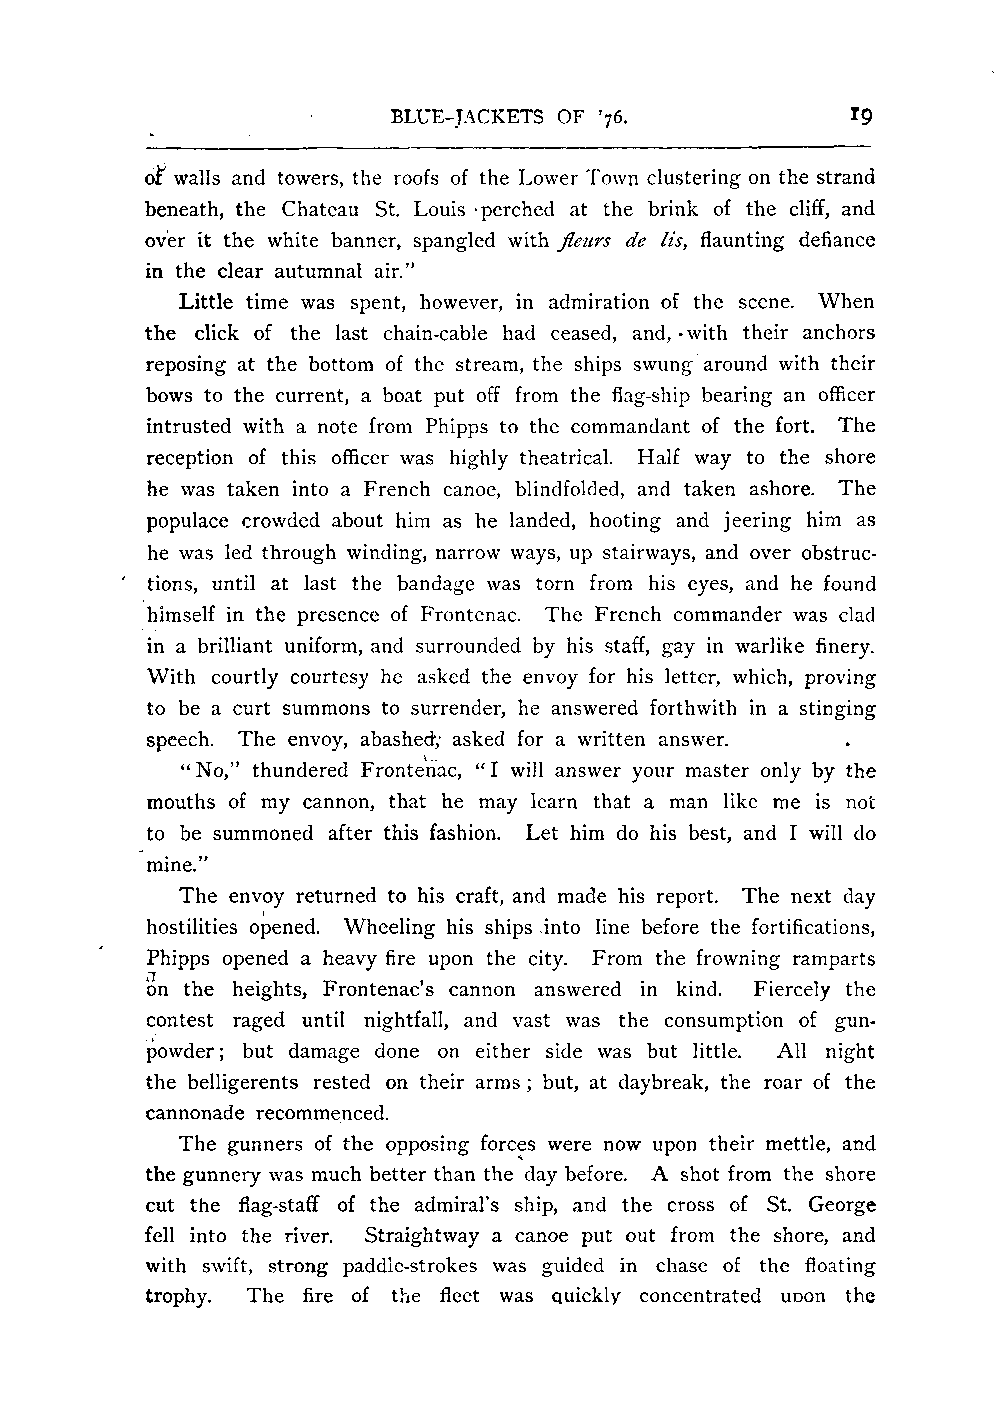 BLUE-JACKETS OF '76. 19
of walls and towers, the roofs of the Lower Town clustering on the strand
beneath, the Chateau St. Louis perched at the brink of the cliff, and
over it the white banner, spangled with fleurs de lis, flaunting defiance
in the clear autumnal air."
Little time was spent, however, in admiration of the scene. When
the click of the last chain-cable had ceased, and, with their anchors
reposing at the bottom of the stream, the ships swung around with their
bows to the current, a boat put off from the flag-ship bearing an officer
intrusted with a note from Phipps to the commandant of the fort. The
reception of this officer was highly theatrical. Half way to the shore
he was taken into a French canoe, blindfolded, and taken ashore. The
populace crowded about him as he landed, hooting and jeering him as
he was led through winding, narrow ways, up stairways, and over obstruc-
tions, until at last the bandage was torn from his eyes, and he found
himself in the presence of Frontenac. The French commander was clad
in a brilliant uniform, and surrounded by his staff, gay in warlike finery.
With courtly courtesy he asked the envoy for his letter, which, proving
to be a curt summons to surrender, he answered forthwith in a stinging
speech. The envoy, abashed, asked for a written answer.
"No," thundered Frontenac, "I will answer your master only by the
mouths of my cannon, that he may learn that a man like me is not
to be summoned after this fashion. Let him do his best, and I will do
mine."
The envoy returned to his craft, and made his report. The next day
hostilities opened. Wheeling his ships into line before the fortifications,
Phipps opened a heavy fire upon the city. From the frowning ramparts
on the heights, Frontenac's cannon answered in kind. Fiercely the
contest raged until nightfall, and vast was the consumption of gun-
powder; but damage done on either side was but little. All night
the belligerents rested on their arms; but, at daybreak, the roar of the
cannonade recommenced.
The gunners of the opposing forces were now upon their mettle, and
the gunnery was much better than the day before. A shot from the shore
cut the flag-staff of the admiral's ship, and the cross of St. George
fell into the river. Straightway a canoe put out from the shore, and
with swift, strong paddle-strokes was guided in chase of the floating
trophy. The fire of the fleet was quickly concentrated upon the